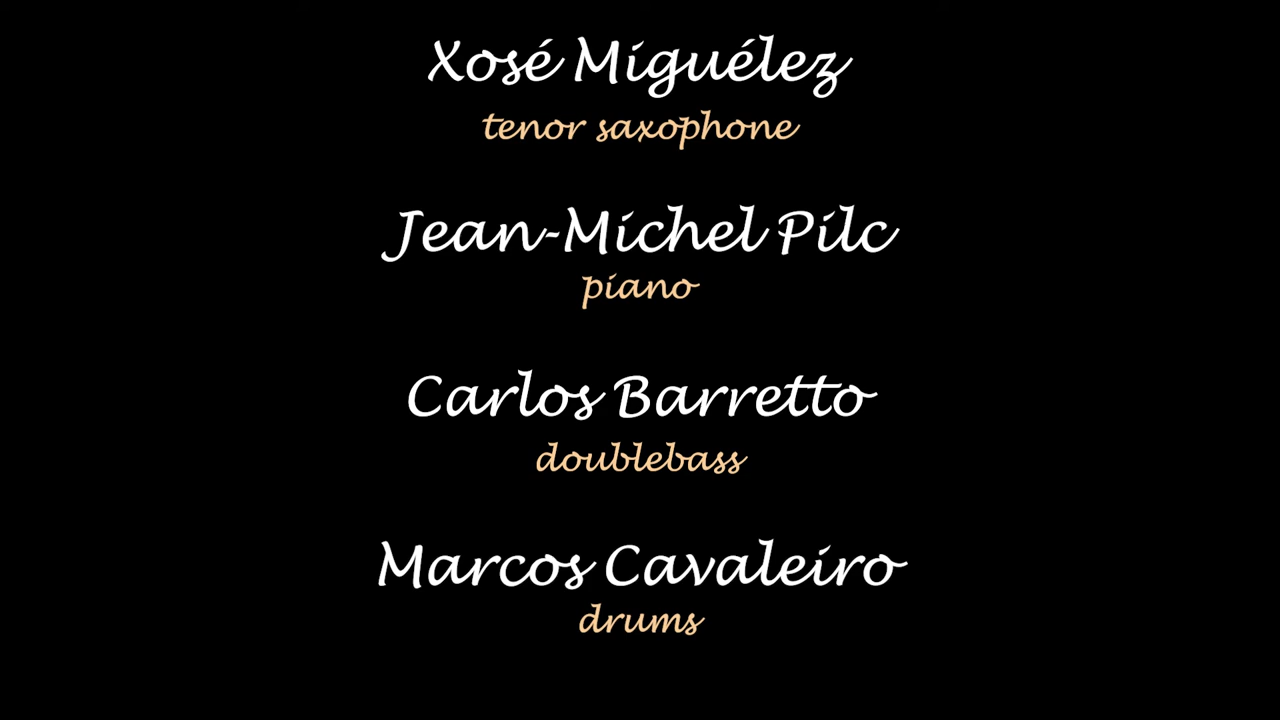 Xosé Miguélez
tenor saxophone
Jean-Michel Pilc
piano
Carlos Barretto
doublebass
Marcos Cavaleiro
drums